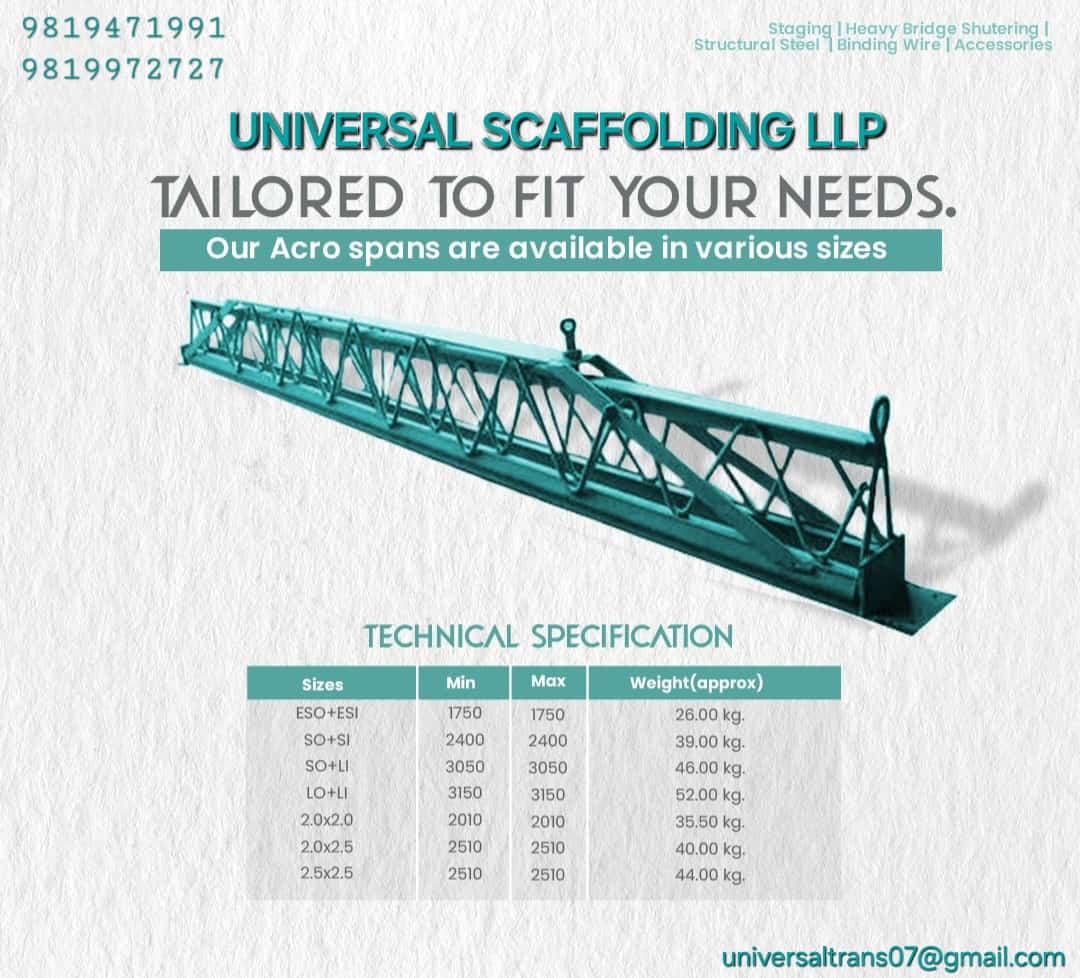 9819471991
9819972727
Staging | Heavy Bridge Shutering |
Structural Steel | Binding Wire | Accessories
UNIVERSAL SCAFFOLDING LLP
TAILORED TO FIT YOUR NEEDS.
Our Acro spans are available in various sizes
TECHNICAL SPECIFICATION
Sizes Min Max Weight(approx)
ESO+ESI 1750 1750 26.00 kg.
SO+SI 2400 2400 39.00 kg.
SO+LI 3050 3050 46.00 kg.
LO+LI 3150 3150 52.00 kg.
2.0x2.0 2010 2010 35.50 kg.
2.0x2.5 2510 2510 40.00 kg.
2.5x2.5 2510 2510 44.00 kg.
universaltrans07@gmail.com